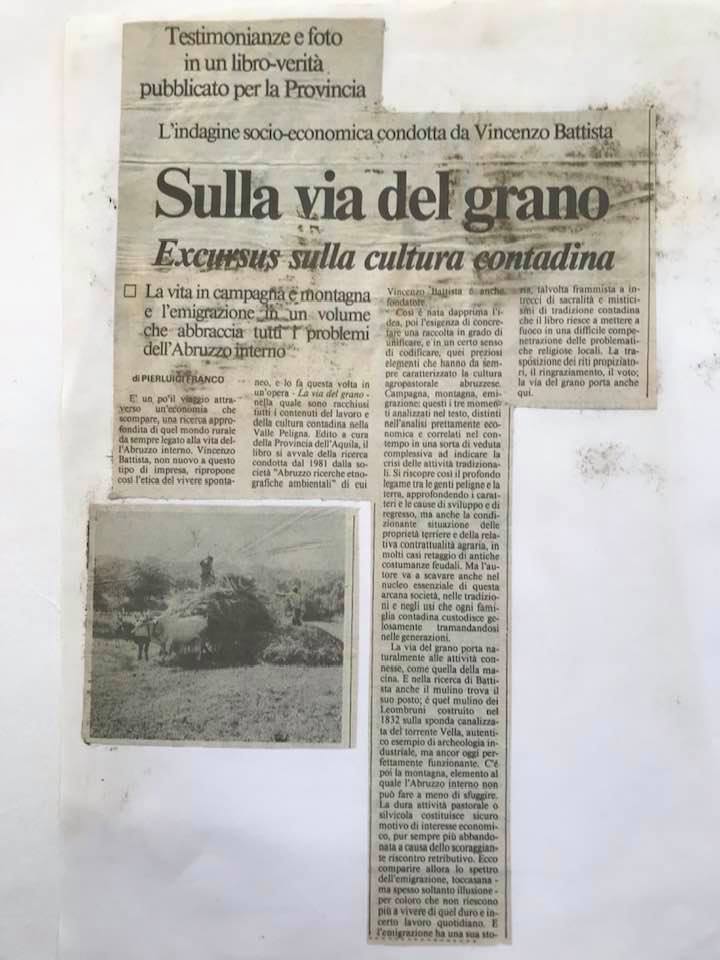 Testimonianze e foto
in un libro-verità
pubblicato per la Provincia
L'indagine socio-economica condotta da Vincenzo Battista
Sulla via del grano
Excursus sulla cultura contadina
□ La vita in campagna e montagna
e l'emigrazione in un volume
che abbraccia tutti i problemi
dell'Abruzzo interno
di PIERLUIGI FRANCO
E' un po'il viaggio attra-
verso un'economia che
scompare, una ricerca appro-
fondita di quel mondo rurale
da sempre legato alla vita del-
l'Abruzzo interno. Vincenzo
Battista, non nuovo a questo
tipo di impresa, ripropone
così l'etica del vivere sponta-
neo, e lo fa questa volta in
un'opera - La via del grano -
nella quale sono racchiusi
tutti i contenuti del lavoro e
della cultura contadina nella
Valle Peligna. Edito a cura
della Provincia dell'Aquila, il
libro si avvale della ricerca
condotta dal 1981 dalla so-
cietà "Abruzzo ricerche etno-
grafiche ambientali" di cui
Vincenzo Battista è anche
fondatore.
Così è nata dapprima l'i-
dea, poi l'esigenza di concre-
tare una raccolta in grado di
unificare, e in un certo senso
di codificare, quei preziosi
elementi che hanno da sem-
pre caratterizzato la cultura
agropastorale abruzzese.
Campagna, montagna, emi-
grazione: questi i tre momen-
ti analizzati nel testo, distinti
nell'analisi prettamente eco-
nomica e correlati nel con-
tempo in una sorta di veduta
complessiva ad indicare la
crisi delle attività tradiziona-
li. Si riscopre così il profondo
legame tra le genti peligne e la
terra, approfondendo i carat-
teri e le cause di sviluppo e di
regresso, ma anche la condi-
zionante situazione delle
proprietà terriere e della rela-
tiva contrattualità agraria, in
molti casi retaggio di antiche
costumanze feudali. Ma l'au-
tore va a scavare anche nel
nucleo essenziale di questa
arcana società, nelle tradizio-
ni e negli usi che ogni fami-
glia contadina custodisce ge-
losamente tramandandosi
nelle generazioni.
La via del grano porta na-
turalmente alle attività con-
nesse, come quella della ma-
cina. E nella ricerca di Batti-
sta anche il mulino trova il
suo posto; è quel mulino dei
Leombruni costruito nel
1832 sulla sponda canalizza-
ta del torrente Vella, autenti-
co esempio di archeologia in-
dustriale, ma ancor oggi per-
fettamente funzionante. C'é
poi la montagna, elemento al
quale l'Abruzzo interno non
può fare a meno di sfuggire.
La dura attività pastorale o
silvicola costituisce sicuro
motivo di interesse economi-
co, pur sempre più abbando-
nata a causa dello scoraggian-
te riscontro retributivo. Ecco
comparire allora lo spettro
dell'emigrazione, toccasana -
ma spesso soltanto illusione -
per coloro che non riescono
più a vivere di quel duro e in-
certo lavoro quotidiano. E
l'emigrazione ha una sua sto-
ria, talvolta frammista a in-
trecci di sacralità e mistici-
smi di tradizione contadina
che il libro riesce a mettere a
fuoco in una difficile compe-
netrazione delle problemati-
che religiose locali. La tra-
sposizione dei riti propiziato-
ri, il ringraziamento, il voto;
la via del grano porta anche
qui.